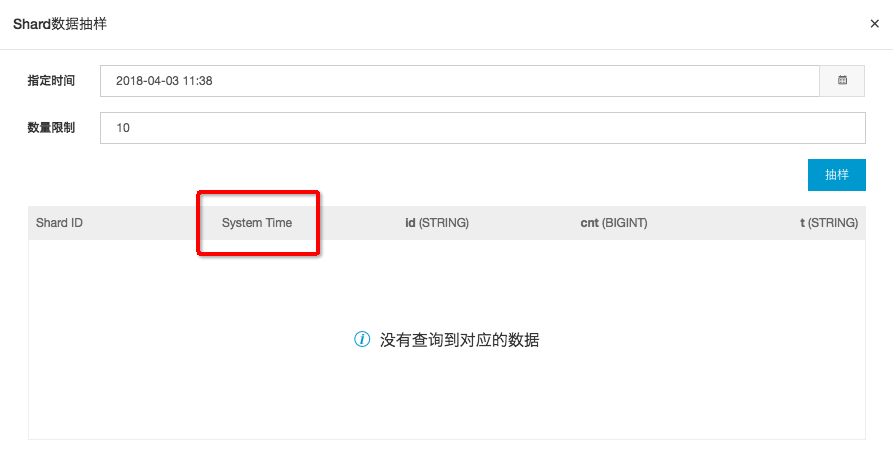 Shard数据抽样
×
指定时间 2018-04-03 11:38
数量限制 10
抽样
Shard ID System Time id (STRING) cnt (BIGINT) t (STRING)
没有查询到对应的数据